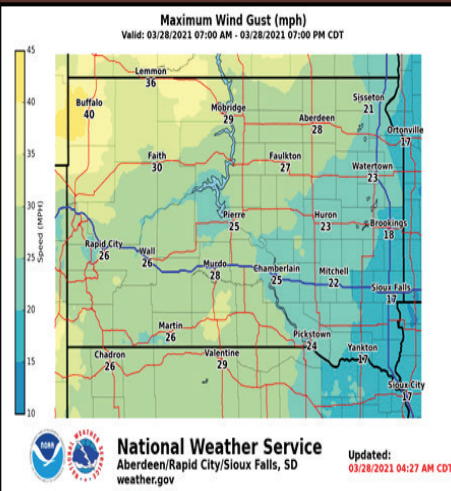 Maximum Wind Gust (mph)
Valid: 03/28/2021 07:00 AM - 03/28/2021 07:00 PM CDT
45
40
35
30
25
20
15
10
Speed (MPH)
Lemmon
36
Buffalo
40
Mobridge
29
Sisseton
21
Aberdeen
28
Ortonville
17
Faith
30
Faulkton
27
Watertown
23
Pierre
25
Huron
23
Brookings
18
Rapid City
26
Wall
26
Murdo
28
Chamberlain
25
Mitchell
22
Sioux Falls
17
Martin
26
Pickstown
24
Chadron
26
Valentine
29
Yankton
17
Sioux City
17
NOAA
National Weather Service
Aberdeen/Rapid City/Sioux Falls, SD
weather.gov
Updated:
03/28/2021 04:27 AM CDT